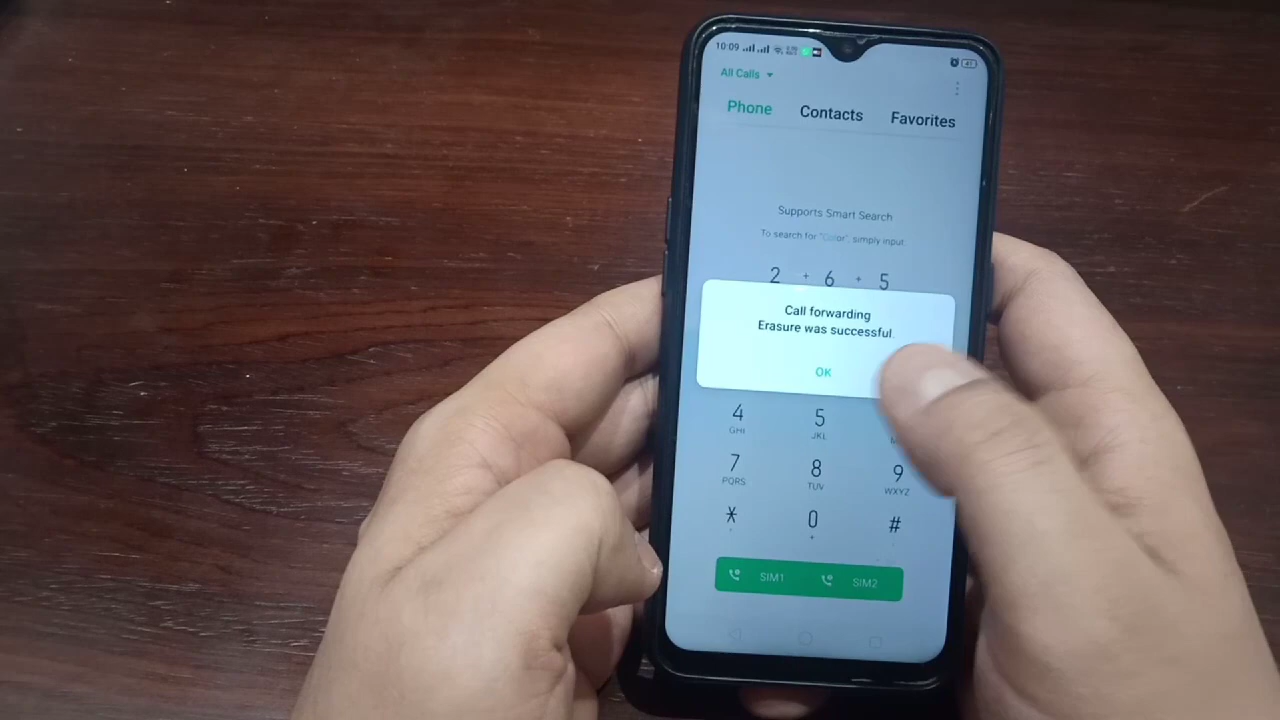 10:09
41
All Calls
Phone Contacts Favorites
Supports Smart Search
To search for "Color", simply input
2 + 6 + 5
Call forwarding
Erasure was successful.
OK
4 5
GHI JKL
7 8 9
PQRS TUV WXYZ
* 0 #
+
SIM1 SIM2